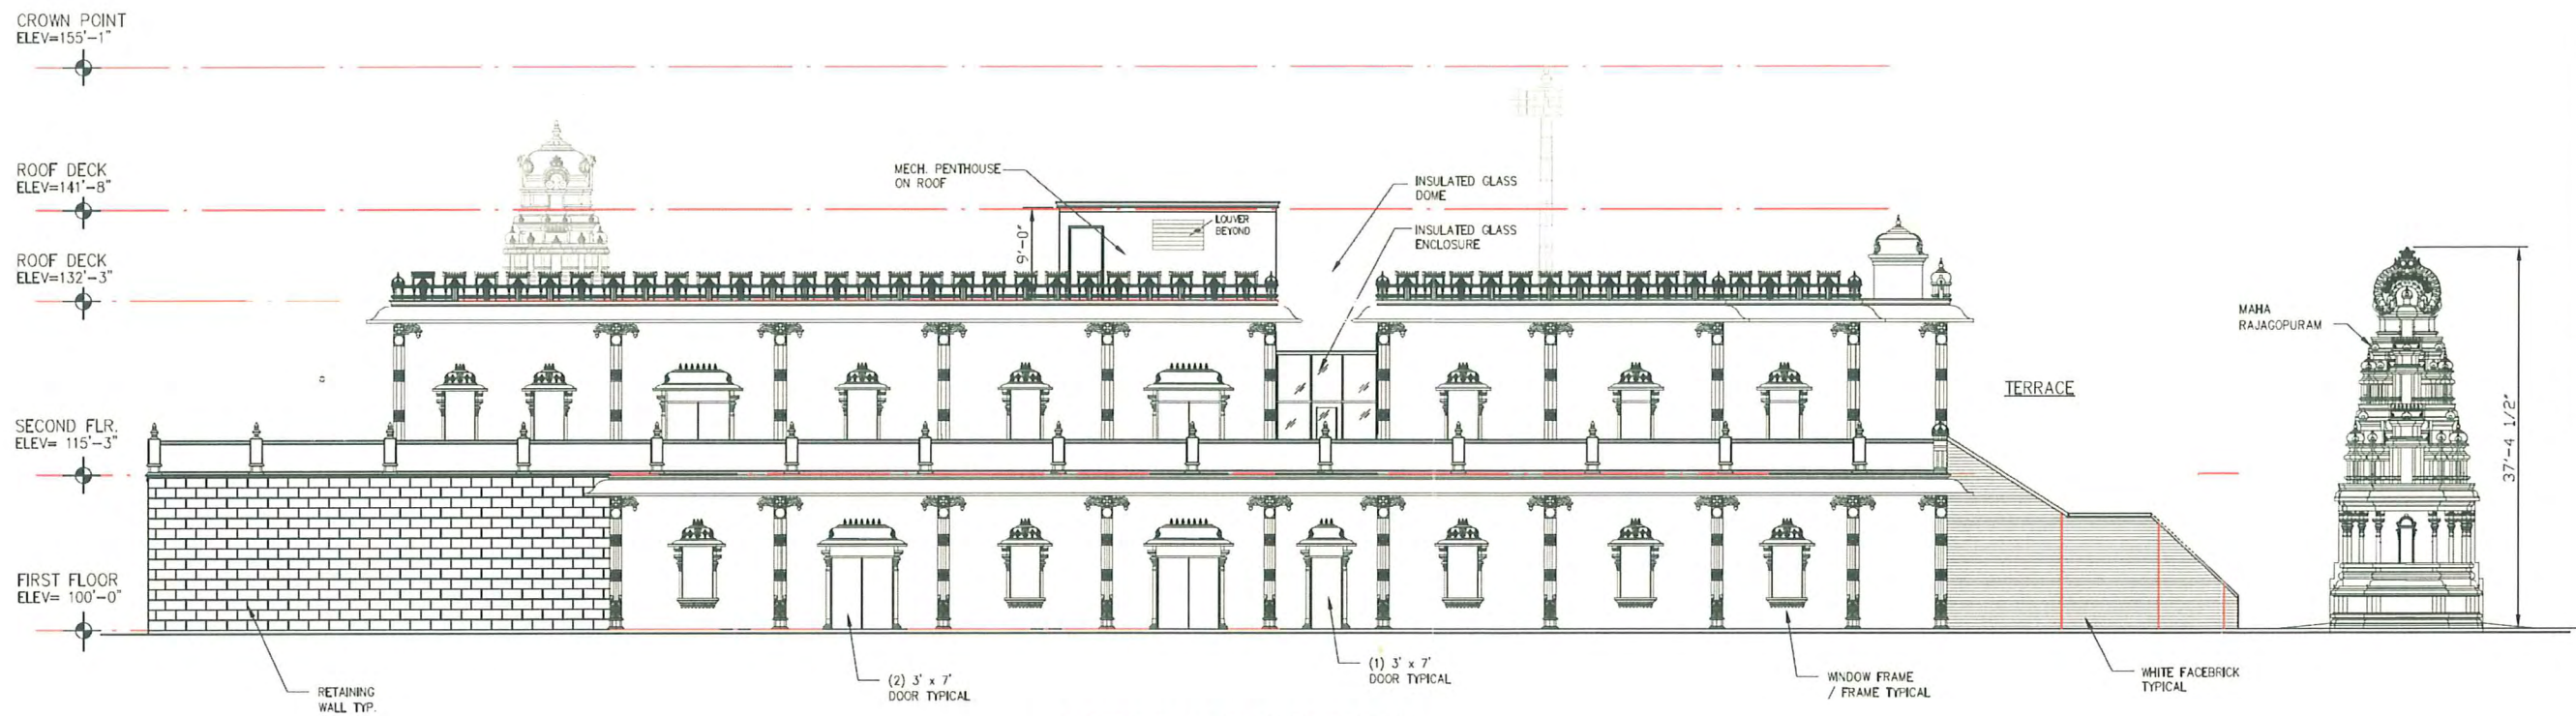 CROWN POINT
ELEV=155'-1"
ROOF DECK
ELEV=141'-8"
ROOF DECK
ELEV=132'-3"
SECOND FLR.
ELEV= 115'-3"
FIRST FLOOR
ELEV= 100'-0"
MECH. PENTHOUSE
ON ROOF
9'-0"
LOUVER
BEYOND
INSULATED GLASS
DOME
INSULATED GLASS
ENCLOSURE
TERRACE
MAHA
RAJAGOPURAM
37'-4 1/2"
RETAINING
WALL TYP.
(2) 3' x 7'
DOOR TYPICAL
(1) 3' x 7'
DOOR TYPICAL
WINDOW FRAME
/ FRAME TYPICAL
WHITE FACEBRICK
TYPICAL